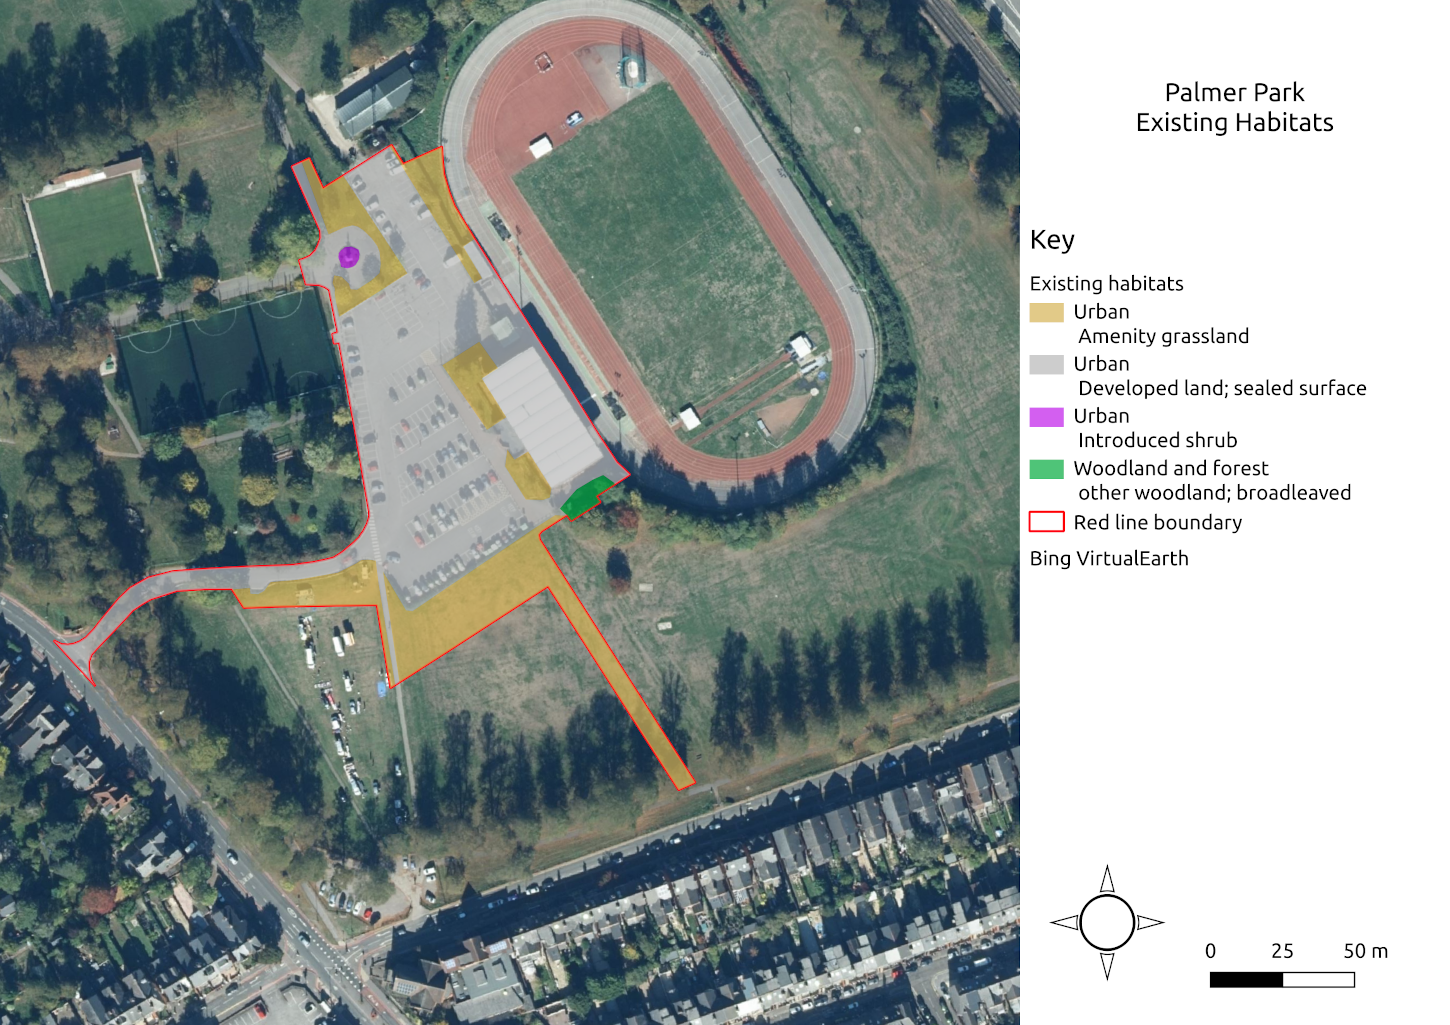 Palmer Park
Existing Habitats
Key
Existing habitats
Urban
Amenity grassland
Urban
Developed land; sealed surface
Urban
Introduced shrub
Woodland and forest
other woodland; broadleaved
Red line boundary
Bing VirtualEarth
0 25 50 m